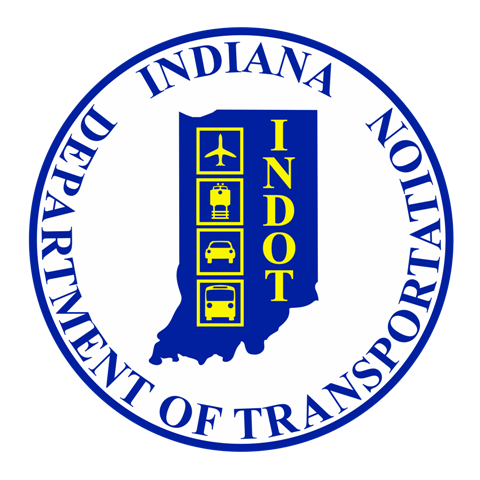 INDIANA
DEPARTMENT OF TRANSPORTATION
INDOT